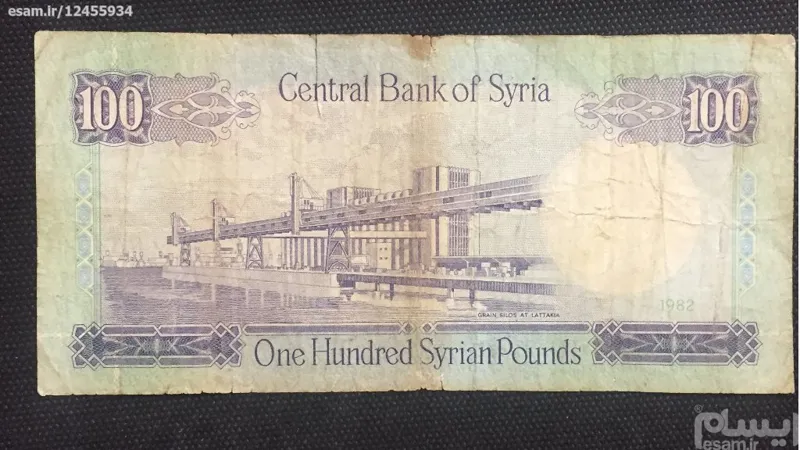 esam.ir/12455934
Central Bank of Syria
100
100
GRAIN SILOS AT LATTAKIA
1982
One Hundred Syrian Pounds
ایسام
esam.ir